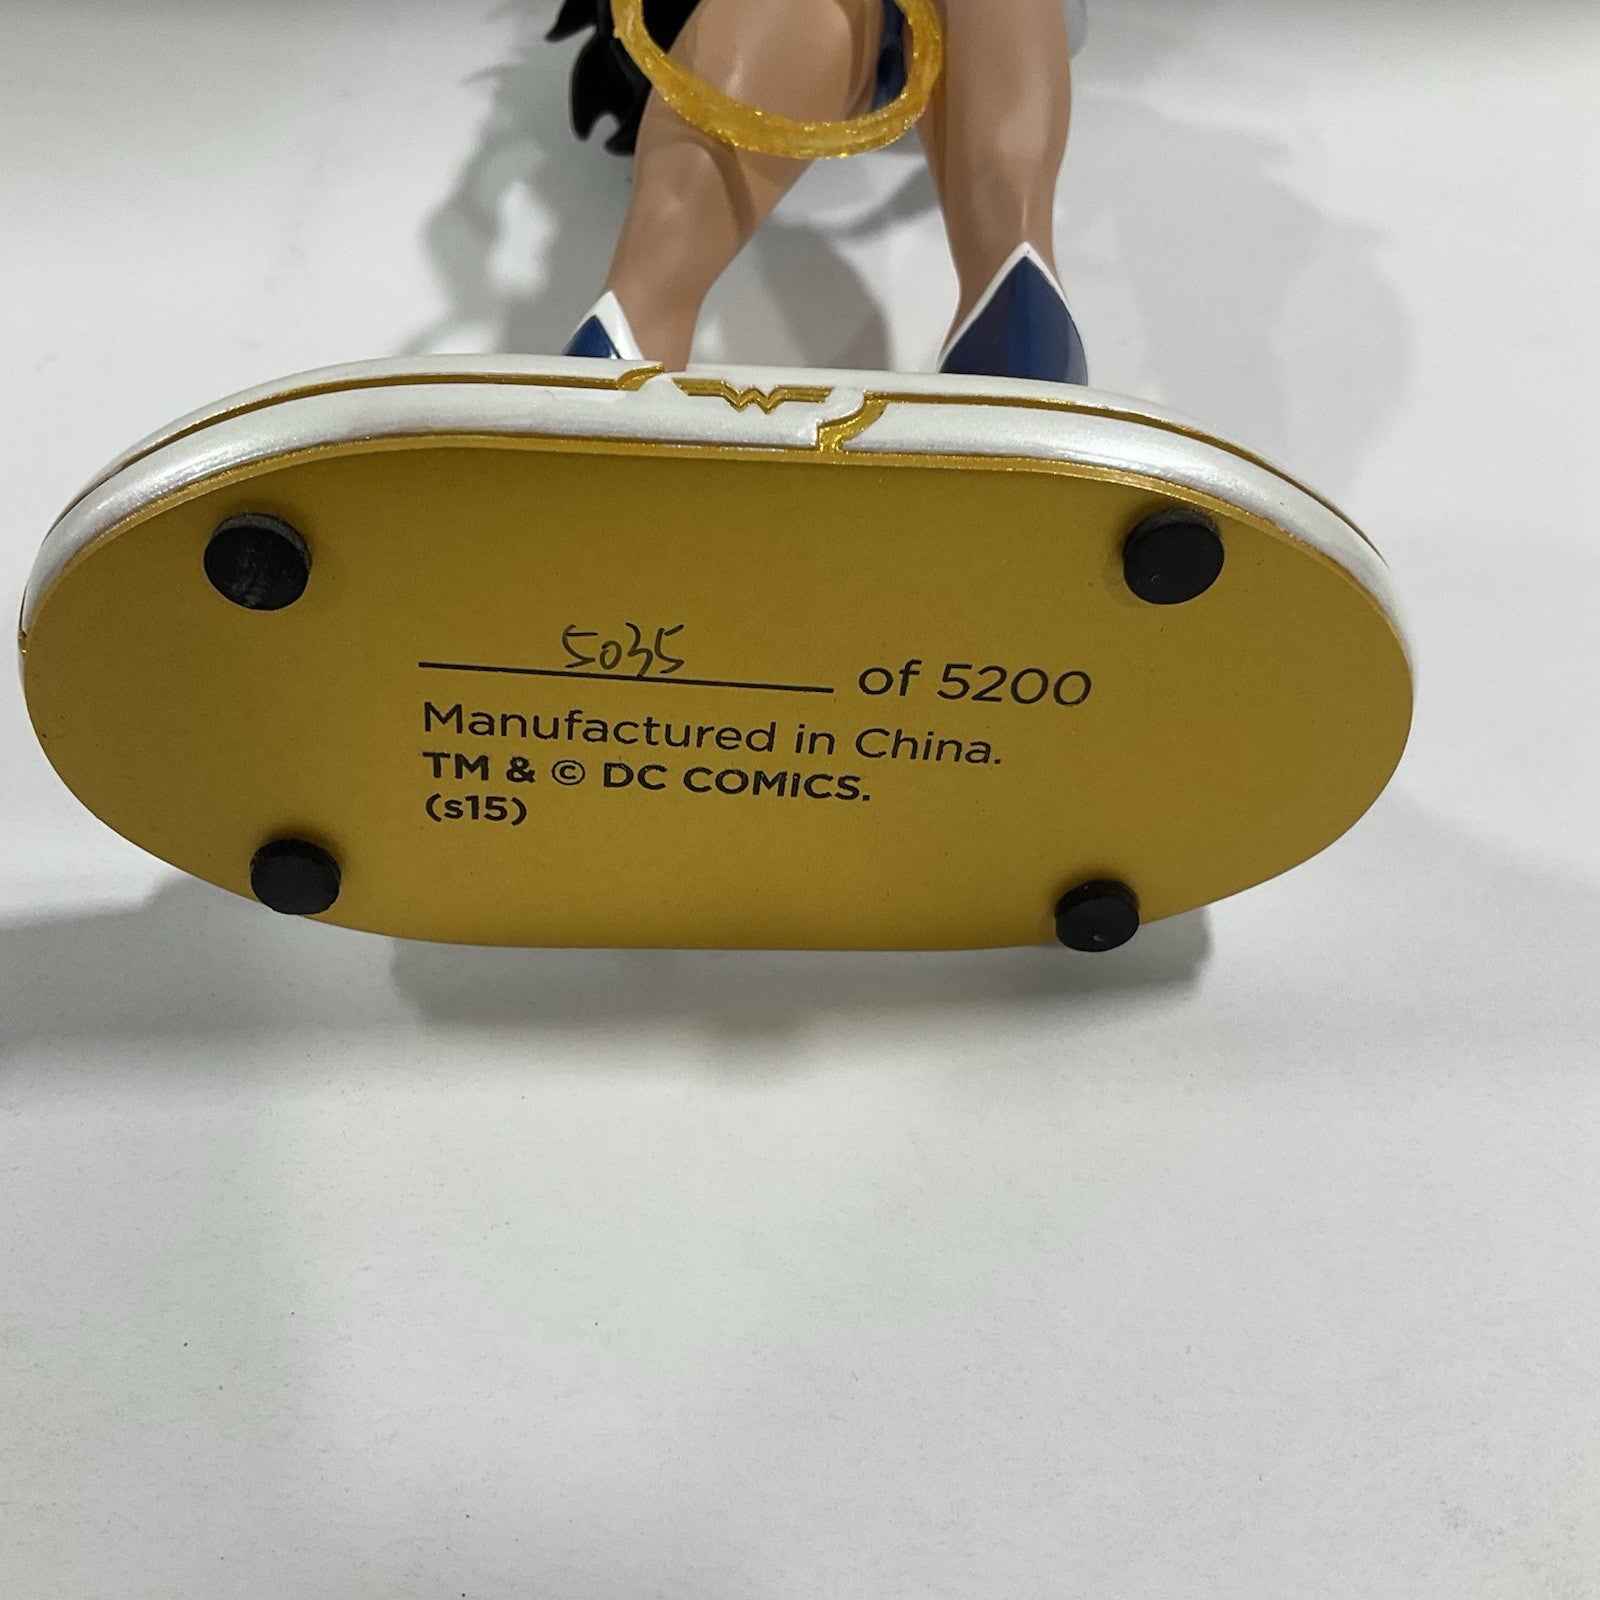 5035 of 5200
Manufactured in China.
TM & © DC COMICS.
(s15)